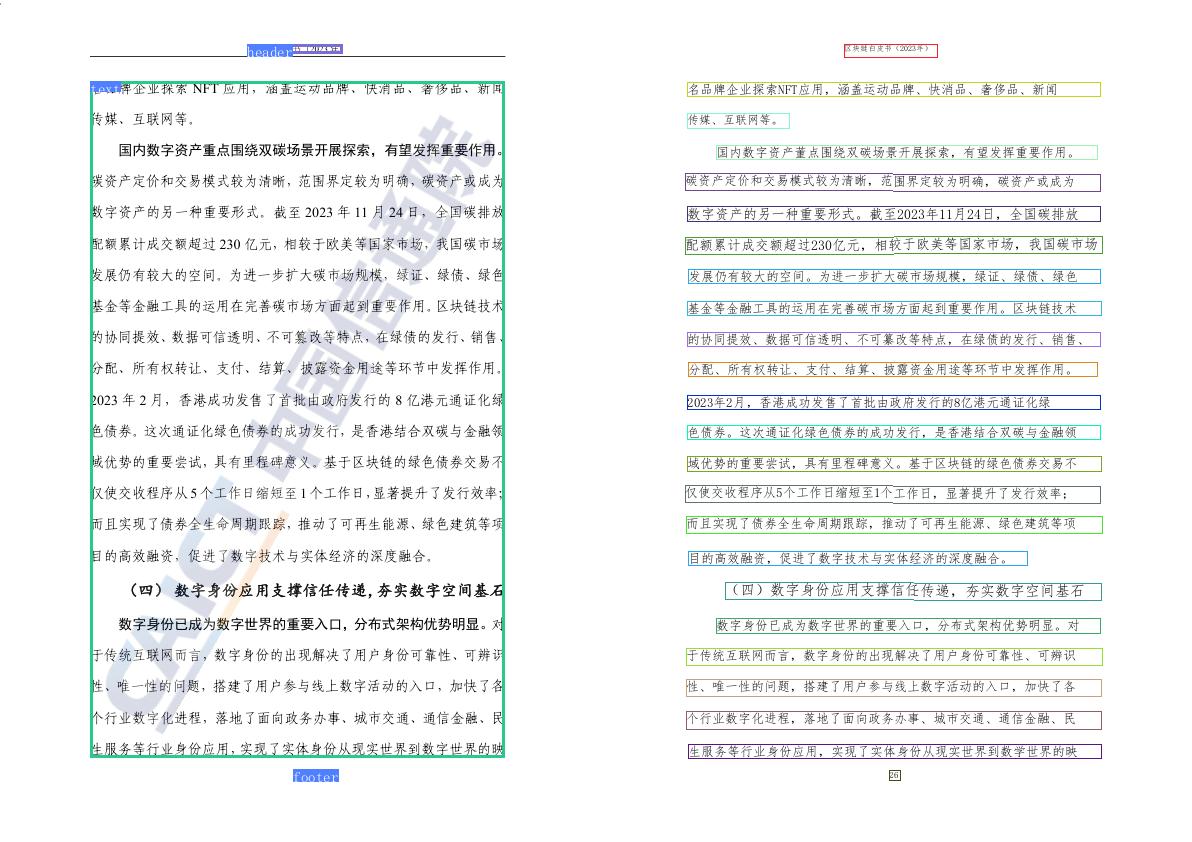 header
书（2023年）
text
名品牌企业探索 NFT 应用，涵盖运动品牌、快消品、奢侈品、新闻
传媒、互联网等。
国内数字资产重点围绕双碳场景开展探索，有望发挥重要作用。
碳资产定价和交易模式较为清晰，范围界定较为明确，碳资产或成为
数字资产的另一种重要形式。截至 2023 年 11 月 24 日，全国碳排放
配额累计成交额超过 230 亿元，相较于欧美等国家市场，我国碳市场
发展仍有较大的空间。为进一步扩大碳市场规模，绿证、绿债、绿色
基金等金融工具的运用在完善碳市场方面起到重要作用。区块链技术
的协同提效、数据可信透明、不可篡改等特点，在绿债的发行、销售、
分配、所有权转让、支付、结算、披露资金用途等环节中发挥作用。
2023 年 2 月，香港成功发售了首批由政府发行的 8 亿港元通证化绿
色债券。这次通证化绿色债券的成功发行，是香港结合双碳与金融领
域优势的重要尝试，具有里程碑意义。基于区块链的绿色债券交易不
仅使交收程序从 5 个工作日缩短至 1 个工作日，显著提升了发行效率；
而且实现了债券全生命周期跟踪，推动了可再生能源、绿色建筑等项
目的高效融资，促进了数字技术与实体经济的深度融合。
（四） 数字身份应用支撑信任传递，夯实数字空间基石
数字身份已成为数字世界的重要入口，分布式架构优势明显。对
于传统互联网而言，数字身份的出现解决了用户身份可靠性、可辨识
性、唯一性的问题，搭建了用户参与线上数字活动的入口，加快了各
个行业数字化进程，落地了面向政务办事、城市交通、通信金融、民
生服务等行业身份应用，实现了实体身份从现实世界到数字世界的映
footer
CAICT 中国信通院
区块链白皮书（2023年）
名品牌企业探索NFT应用，涵盖运动品牌、快消品、奢侈品、新闻
传媒、互联网等。
国内数字资产董点围绕双碳场景开展探索，有望发挥重要作用。
碳资产定价和交易模式较为清晰，范围界定较为明确，碳资产或成为
数字资产的另一种重要形式。截至2023年11月24日，全国碳排放
配额累计成交额超过230亿元，相较于欧美等国家市场，我国碳市场
发展仍有较大的空间。为进一步扩大碳市场规模，绿证、绿债、绿色
基金等金融工具的运用在完善碳市场方面起到重要作用。区块链技术
的协同提效、数据可信透明、不可纂改等特点，在绿债的发行、销售、
分配、所有权转让、支付、结算、披露资金用途等环节中发挥作用。
2023年2月，香港成功发售了首批由政府发行的8亿港元通证化绿
色债券。这次通证化绿色债券的成功发行，是香港结合双碳与金融领
域优势的重要尝试，具有里程碑意义。基于区块链的绿色债券交易不
仅使交收程序从5个工作日缩短至1个工作日，显著提升了发行效率；
而且实现了债券全生命周期跟踪，推动了可再生能源、绿色建筑等项
目的高效融资，促进了数字技术与实体经济的深度融合。
（四）数字身份应用支撑信任传递，夯实数字空间基石
数字身份已成为数字世界的重要入口，分布式架构优势明显。对
于传统互联网而言，数字身份的出现解决了用户身份可靠性、可辨识
性、唯一性的问题，搭建了用户参与线上数字活动的入口，加快了各
个行业数字化进程，落地了面向政务办事、城市交通、通信金融、民
生服务等行业身份应用，实现了实体身份从现实世界到数学世界的映
26